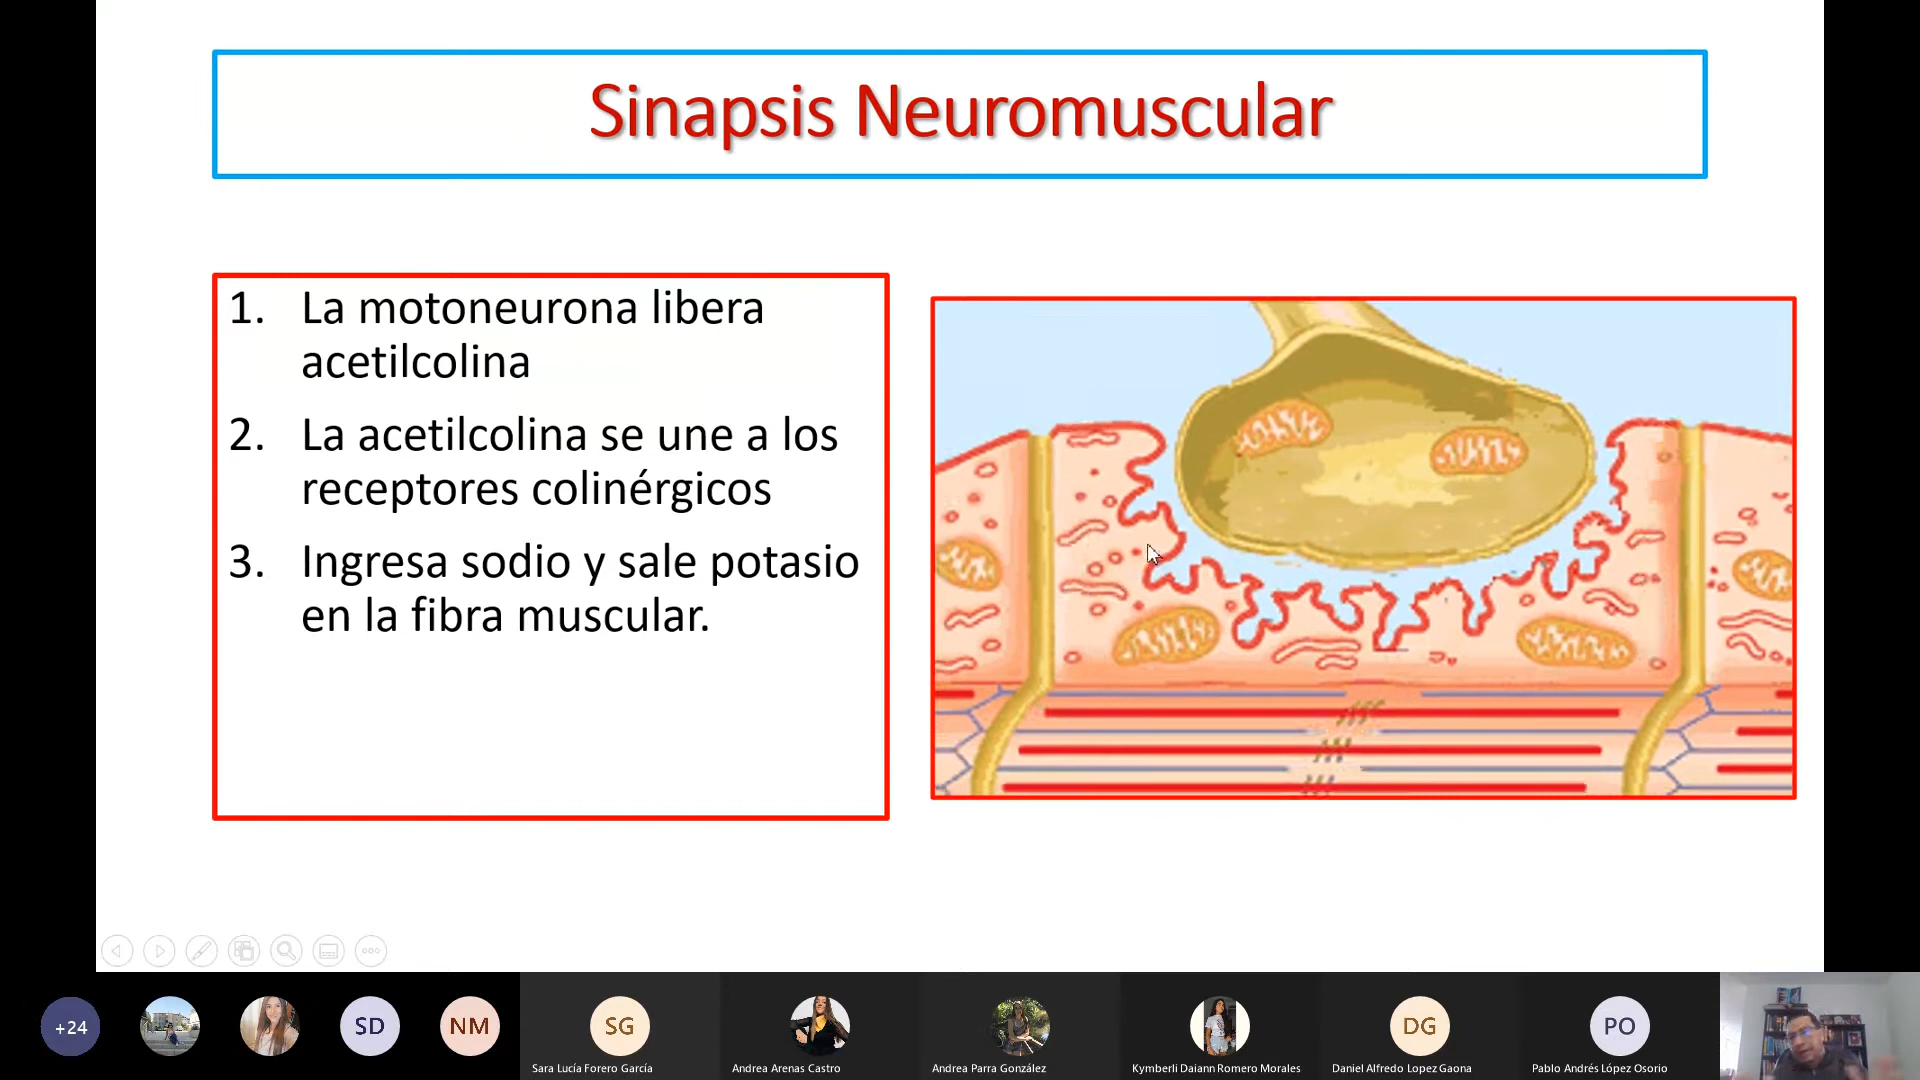 Sinapsis Neuromuscular
1. La motoneurona libera
acetilcolina
2. La acetilcolina se une a los
receptores colinérgicos
3. Ingresa sodio y sale potasio
en la fibra muscular.
+24
SD
NM
SG
DG
PO
Sara Lucía Forero García
Andrea Arenas Castro
Andrea Parra González
Kymberli Daiann Romero Morales
Daniel Alfredo Lopez Gaona
Pablo Andrés López Osorio